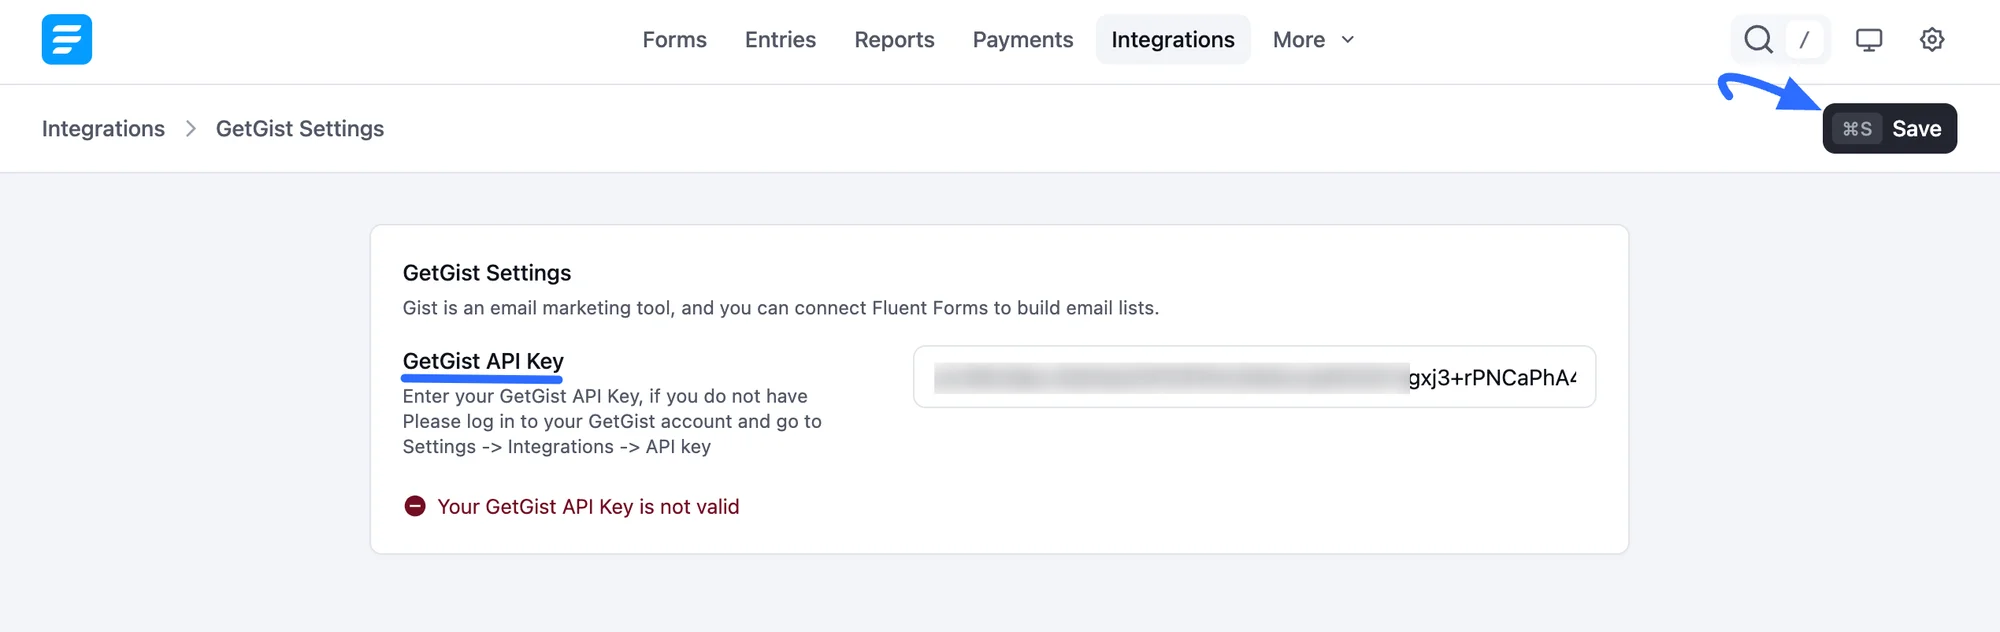 Forms Entries Reports Payments Integrations More /
Integrations > GetGist Settings ⌘S Save
GetGist Settings
Gist is an email marketing tool, and you can connect Fluent Forms to build email lists.
GetGist API Key
gxj3+rPNCaPhA4
Enter your GetGist API Key, if you do not have
Please log in to your GetGist account and go to
Settings -> Integrations -> API key
Your GetGist API Key is not valid